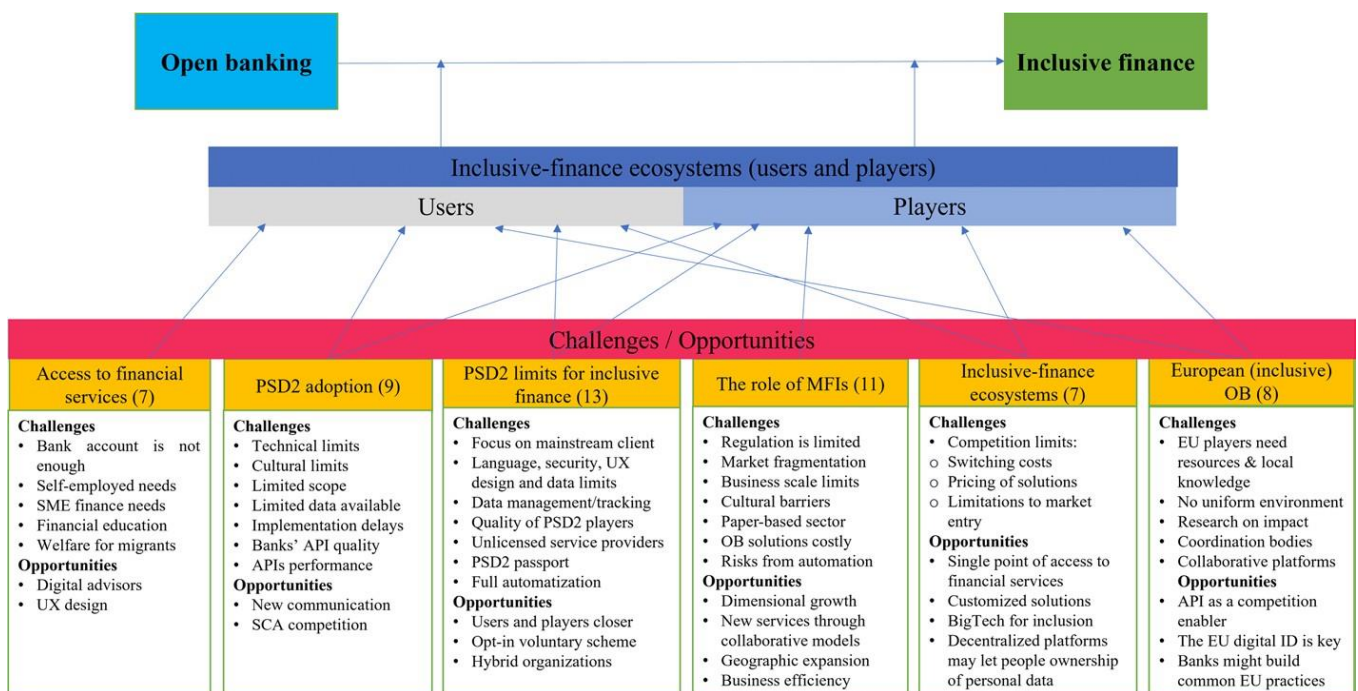 Open banking
Inclusive finance
Inclusive-finance ecosystems (users and players)
Users
Players
Challenges / Opportunities
Access to financial
services (7)
Challenges
• Bank account is not
enough
• Self-employed needs
• SME finance needs
• Financial education
• Welfare for migrants
Opportunities
• Digital advisors
• UX design
PSD2 adoption (9)
Challenges
• Technical limits
• Cultural limits
• Limited scope
• Limited data available
• Implementation delays
• Banks’ API quality
• APIs performance
Opportunities
• New communication
• SCA competition
PSD2 limits for inclusive
finance (13)
Challenges
• Focus on mainstream client
• Language, security, UX
design and data limits
• Data management/tracking
• Quality of PSD2 players
• Unlicensed service providers
• PSD2 passport
• Full automatization
Opportunities
• Users and players closer
• Opt-in voluntary scheme
• Hybrid organizations
The role of MFIs (11)
Challenges
• Regulation is limited
• Market fragmentation
• Business scale limits
• Cultural barriers
• Paper-based sector
• OB solutions costly
• Risks from automation
Opportunities
• Dimensional growth
• New services through
collaborative models
• Geographic expansion
• Business efficiency
Inclusive-finance
ecosystems (7)
Challenges
• Competition limits:
o Switching costs
o Pricing of solutions
o Limitations to market
entry
Opportunities
• Single point of access to
financial services
• Customized solutions
• BigTech for inclusion
• Decentralized platforms
may let people ownership
of personal data
European (inclusive)
OB (8)
Challenges
• EU players need
resources & local
knowledge
• No uniform environment
• Research on impact
• Coordination bodies
• Collaborative platforms
Opportunities
• API as a competition
enabler
• The EU digital ID is key
• Banks might build
common EU practices